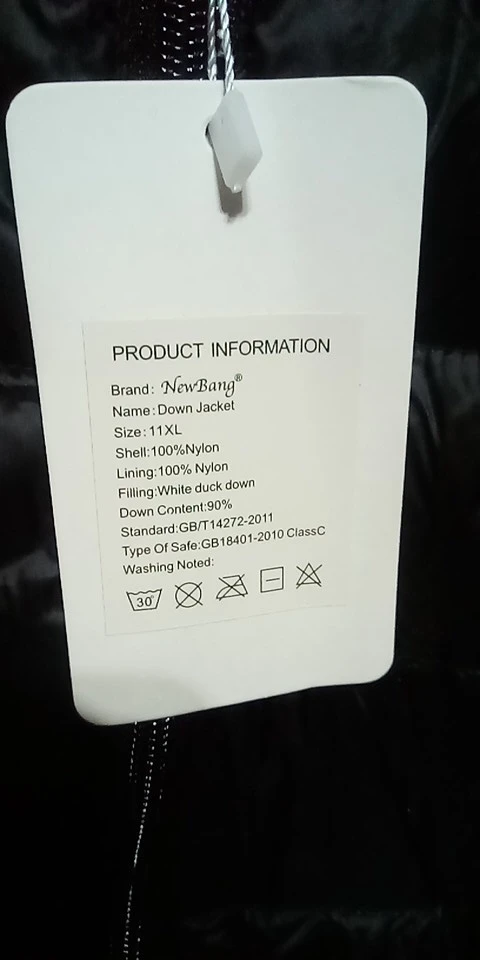 PRODUCT INFORMATION
Brand: NewBang®
Name:Down Jacket
Size:11XL
Shell:100%Nylon
Lining:100% Nylon
Filling:White duck down
Down Content:90%
Standard:GB/T14272-2011
Type Of Safe:GB18401-2010 ClassC
Washing Noted:
30°